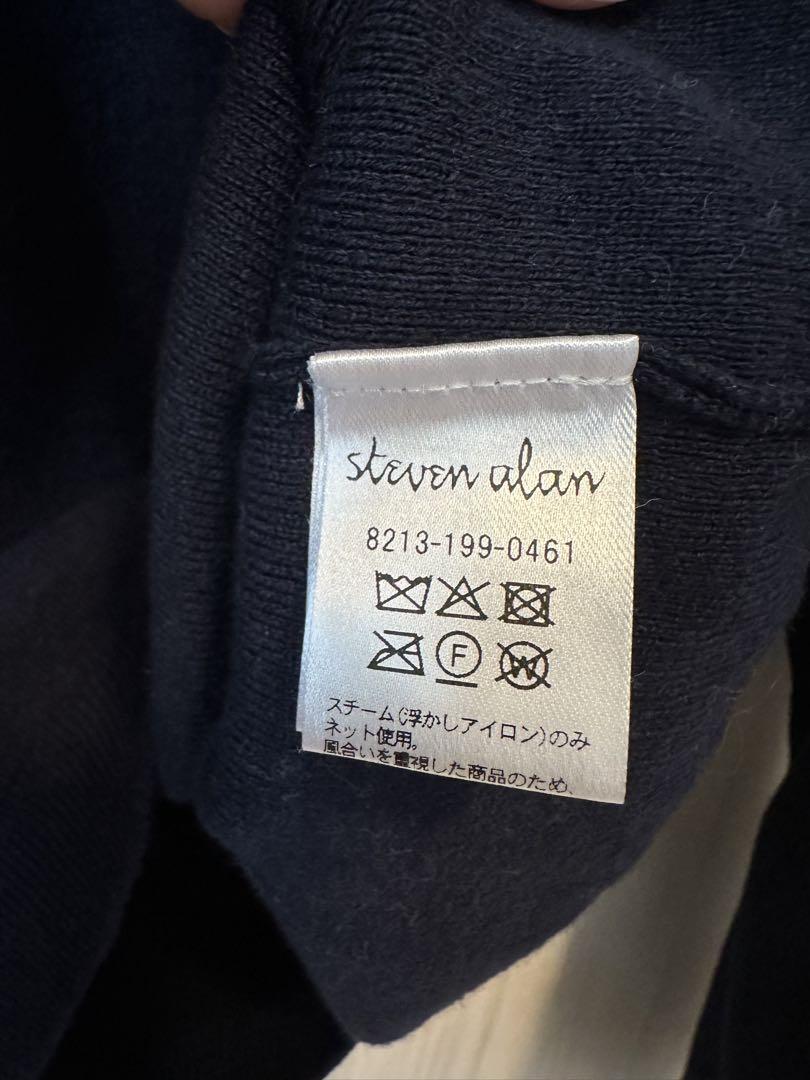 steven alan
8213-199-0461
F
W
スチーム(浮かしアイロン)のみ
ネット使用。
風合いを重視した商品のため、